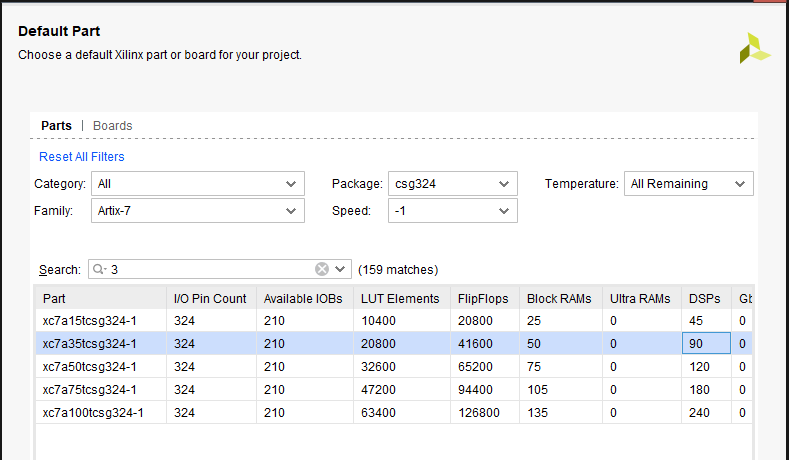 Default Part
Choose a default Xilinx part or board for your project.
Parts | Boards
Reset All Filters
Category: All Package: csg324 Temperature: All Remaining
Family: Artix-7 Speed: -1
Search: 3 (159 matches)
Part I/O Pin Count Available IOBs LUT Elements FlipFlops Block RAMs Ultra RAMs DSPs Gb
xc7a15tcsg324-1 324 210 10400 20800 25 0 45 0
xc7a35tcsg324-1 324 210 20800 41600 50 0 90 0
xc7a50tcsg324-1 324 210 32600 65200 75 0 120 0
xc7a75tcsg324-1 324 210 47200 94400 105 0 180 0
xc7a100tcsg324-1 324 210 63400 126800 135 0 240 0